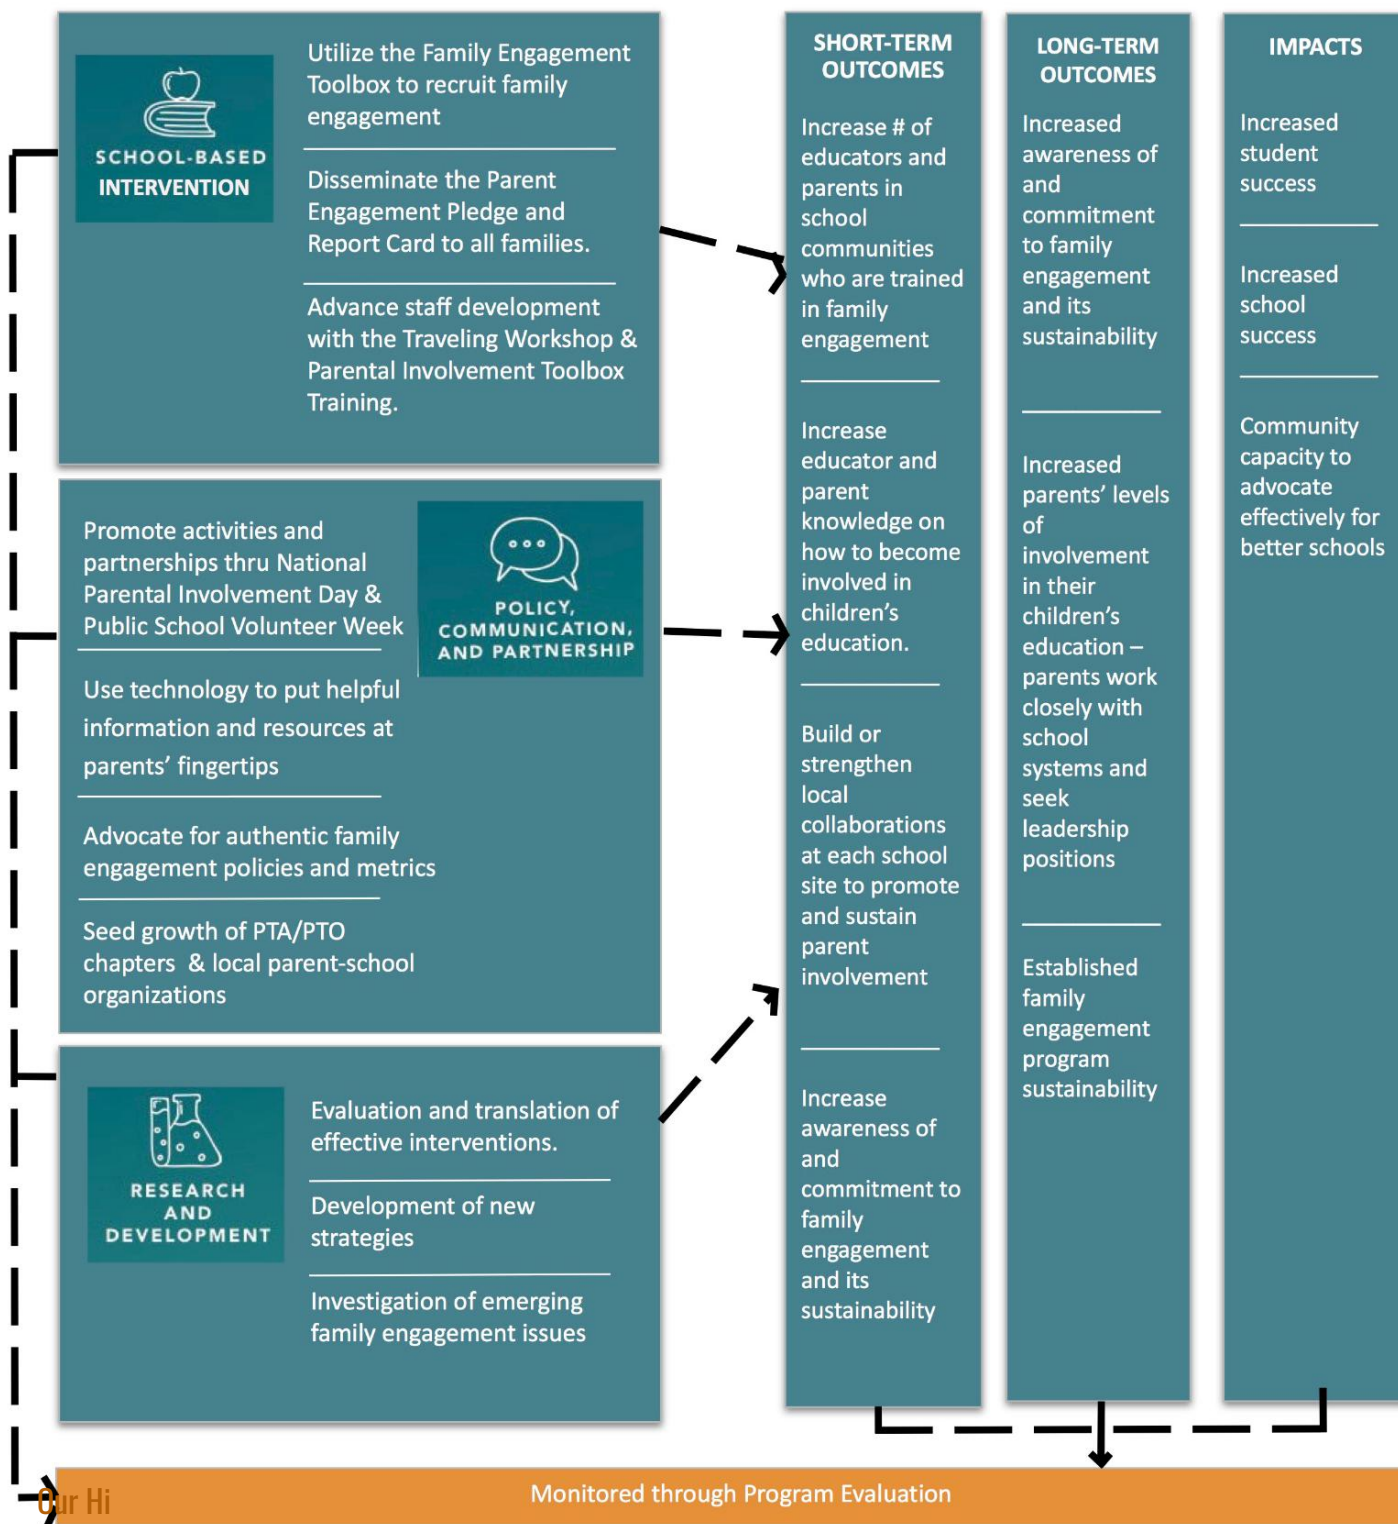 SCHOOL-BASED
INTERVENTION
Utilize the Family Engagement
Toolbox to recruit family
engagement
Disseminate the Parent
Engagement Pledge and
Report Card to all families.
Advance staff development
with the Traveling Workshop &
Parental Involvement Toolbox
Training.
Promote activities and
partnerships thru National
Parental Involvement Day &
Public School Volunteer Week
Use technology to put helpful
information and resources at
parents’ fingertips
Advocate for authentic family
engagement policies and metrics
Seed growth of PTA/PTO
chapters & local parent-school
organizations
POLICY,
COMMUNICATION,
AND PARTNERSHIP
RESEARCH
AND
DEVELOPMENT
Evaluation and translation of
effective interventions.
Development of new
strategies
Investigation of emerging
family engagement issues
SHORT-TERM
OUTCOMES
Increase # of
educators and
parents in
school
communities
who are trained
in family
engagement
Increase
educator and
parent
knowledge on
how to become
involved in
children’s
education.
Build or
strengthen
local
collaborations
at each school
site to promote
and sustain
parent
involvement
Increase
awareness of
and
commitment to
family
engagement
and its
sustainability
LONG-TERM
OUTCOMES
Increased
awareness of
and
commitment
to family
engagement
and its
sustainability
Increased
parents’ levels
of
involvement
in their
children’s
education –
parents work
closely with
school
systems and
seek
leadership
positions
Established
family
engagement
program
sustainability
IMPACTS
Increased
student
success
Increased
school
success
Community
capacity to
advocate
effectively for
better schools
Our Hi
Monitored through Program Evaluation